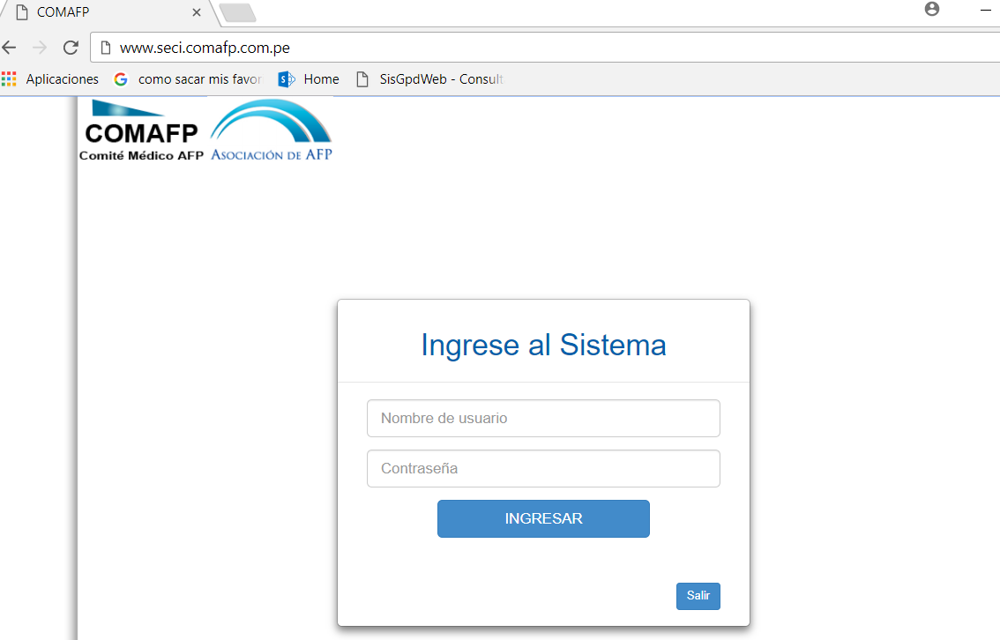 COMAFP
www.seci.comafp.com.pe
Aplicaciones
como sacar mis favor
Home
SisGpdWeb - Consult
COMAFP
Comité Médico AFP
ASOCIACIÓN DE AFP
Ingrese al Sistema
Nombre de usuario
Contraseña
INGRESAR
Salir